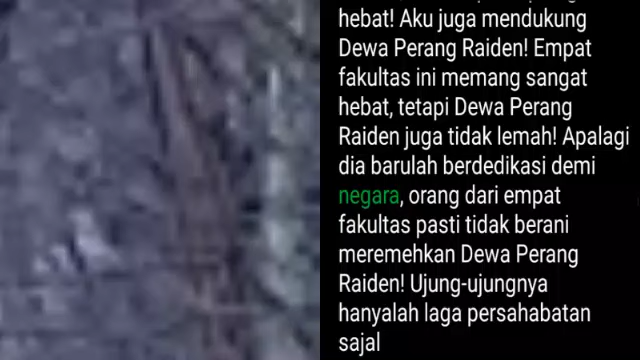 hebat! Aku juga mendukung
Dewa Perang Raiden! Empat
fakultas ini memang sangat
hebat, tetapi Dewa Perang
Raiden juga tidak lemah! Apalagi
dia barulah berdedikasi demi
negara, orang dari empat
fakultas pasti tidak berani
meremehkan Dewa Perang
Raiden! Ujung-ujungnya
hanyalah laga persahabatan
sajal